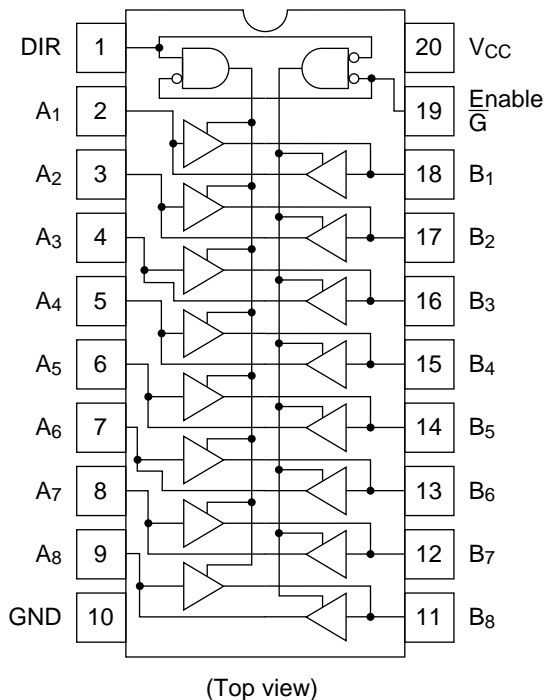 DIR 1 20 VCC
A1 2 19 Enable G
A2 3 18 B1
A3 4 17 B2
A4 5 16 B3
A5 6 15 B4
A6 7 14 B5
A7 8 13 B6
A8 9 12 B7
GND 10 11 B8
(Top view)